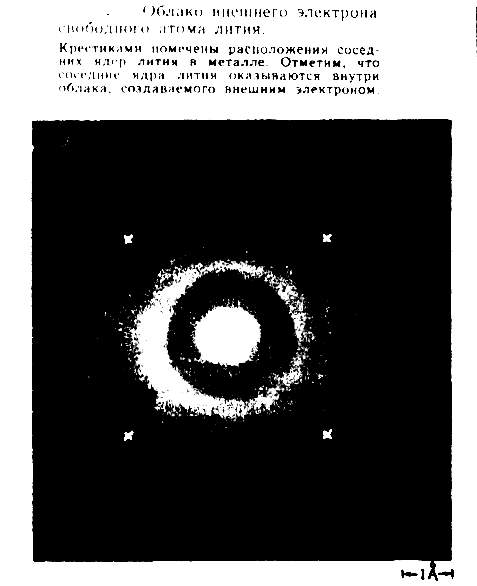 Облако внешнего электрона
свободного атома лития.
Крестиками помечены расположения сосед-
них ядер лития в металле. Отметим, что
соседние ядра лития оказываются внутри
облака, создаваемого внешним электроном.
1Å